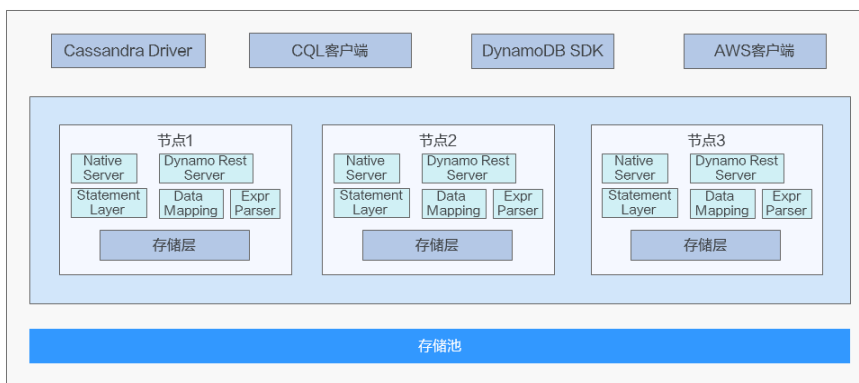 Cassandra Driver
CQL客户端
DynamoDB SDK
AWS客户端
节点1
Native
Server
Dynamo Rest
Server
Statement
Layer
Data
Mapping
Expr
Parser
存储层
节点2
Native
Server
Dynamo Rest
Server
Statement
Layer
Data
Mapping
Expr
Parser
存储层
节点3
Native
Server
Dynamo Rest
Server
Statement
Layer
Data
Mapping
Expr
Parser
存储层
存储池